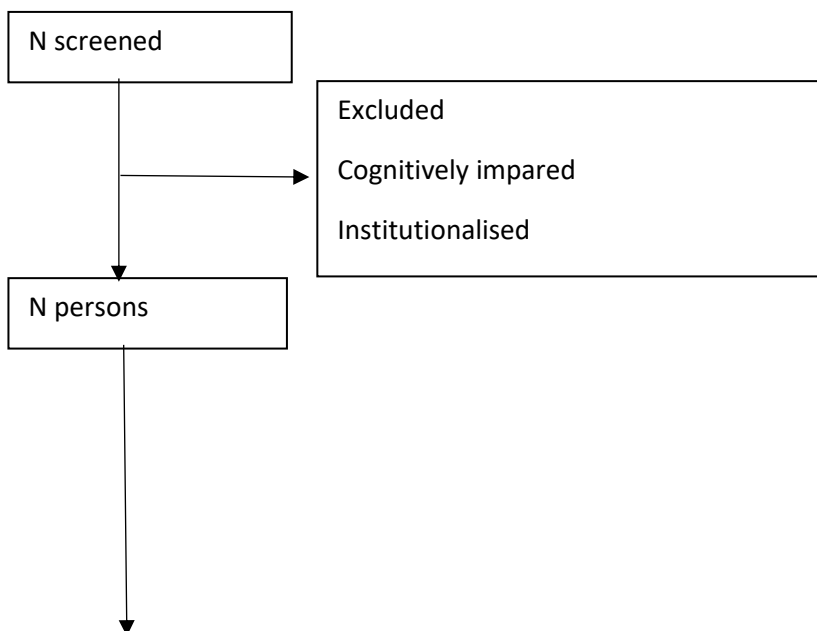 N screened
Excluded
Cognitively impared
Institutionalised
N persons